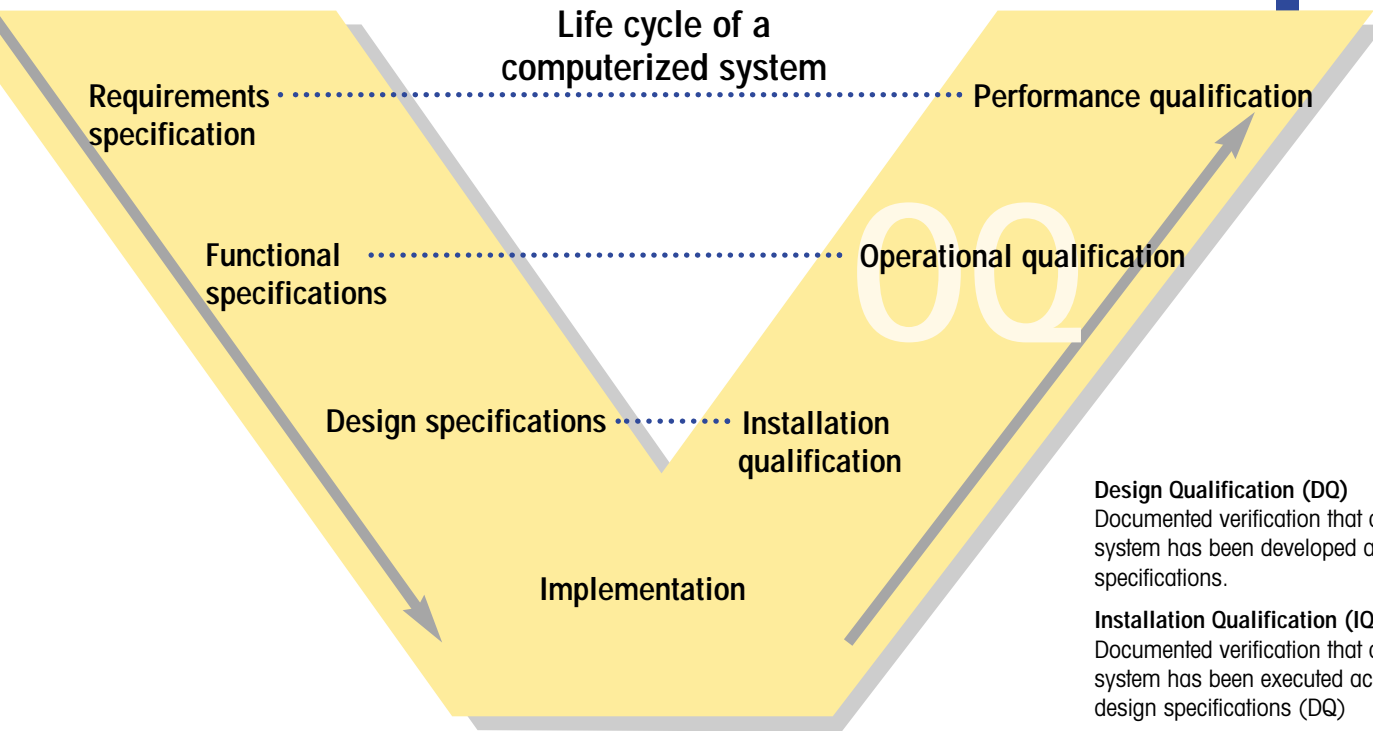 Life cycle of a
computerized system
Requirements
specification
Performance qualification
Functional
specifications
OQ
Operational qualification
Design specifications
Installation
qualification
Implementation
Design Qualification (DQ)
Documented verification that
system has been developed
specifications.
Installation Qualification (IQ
Documented verification that
system has been executed
design specifications (DQ)